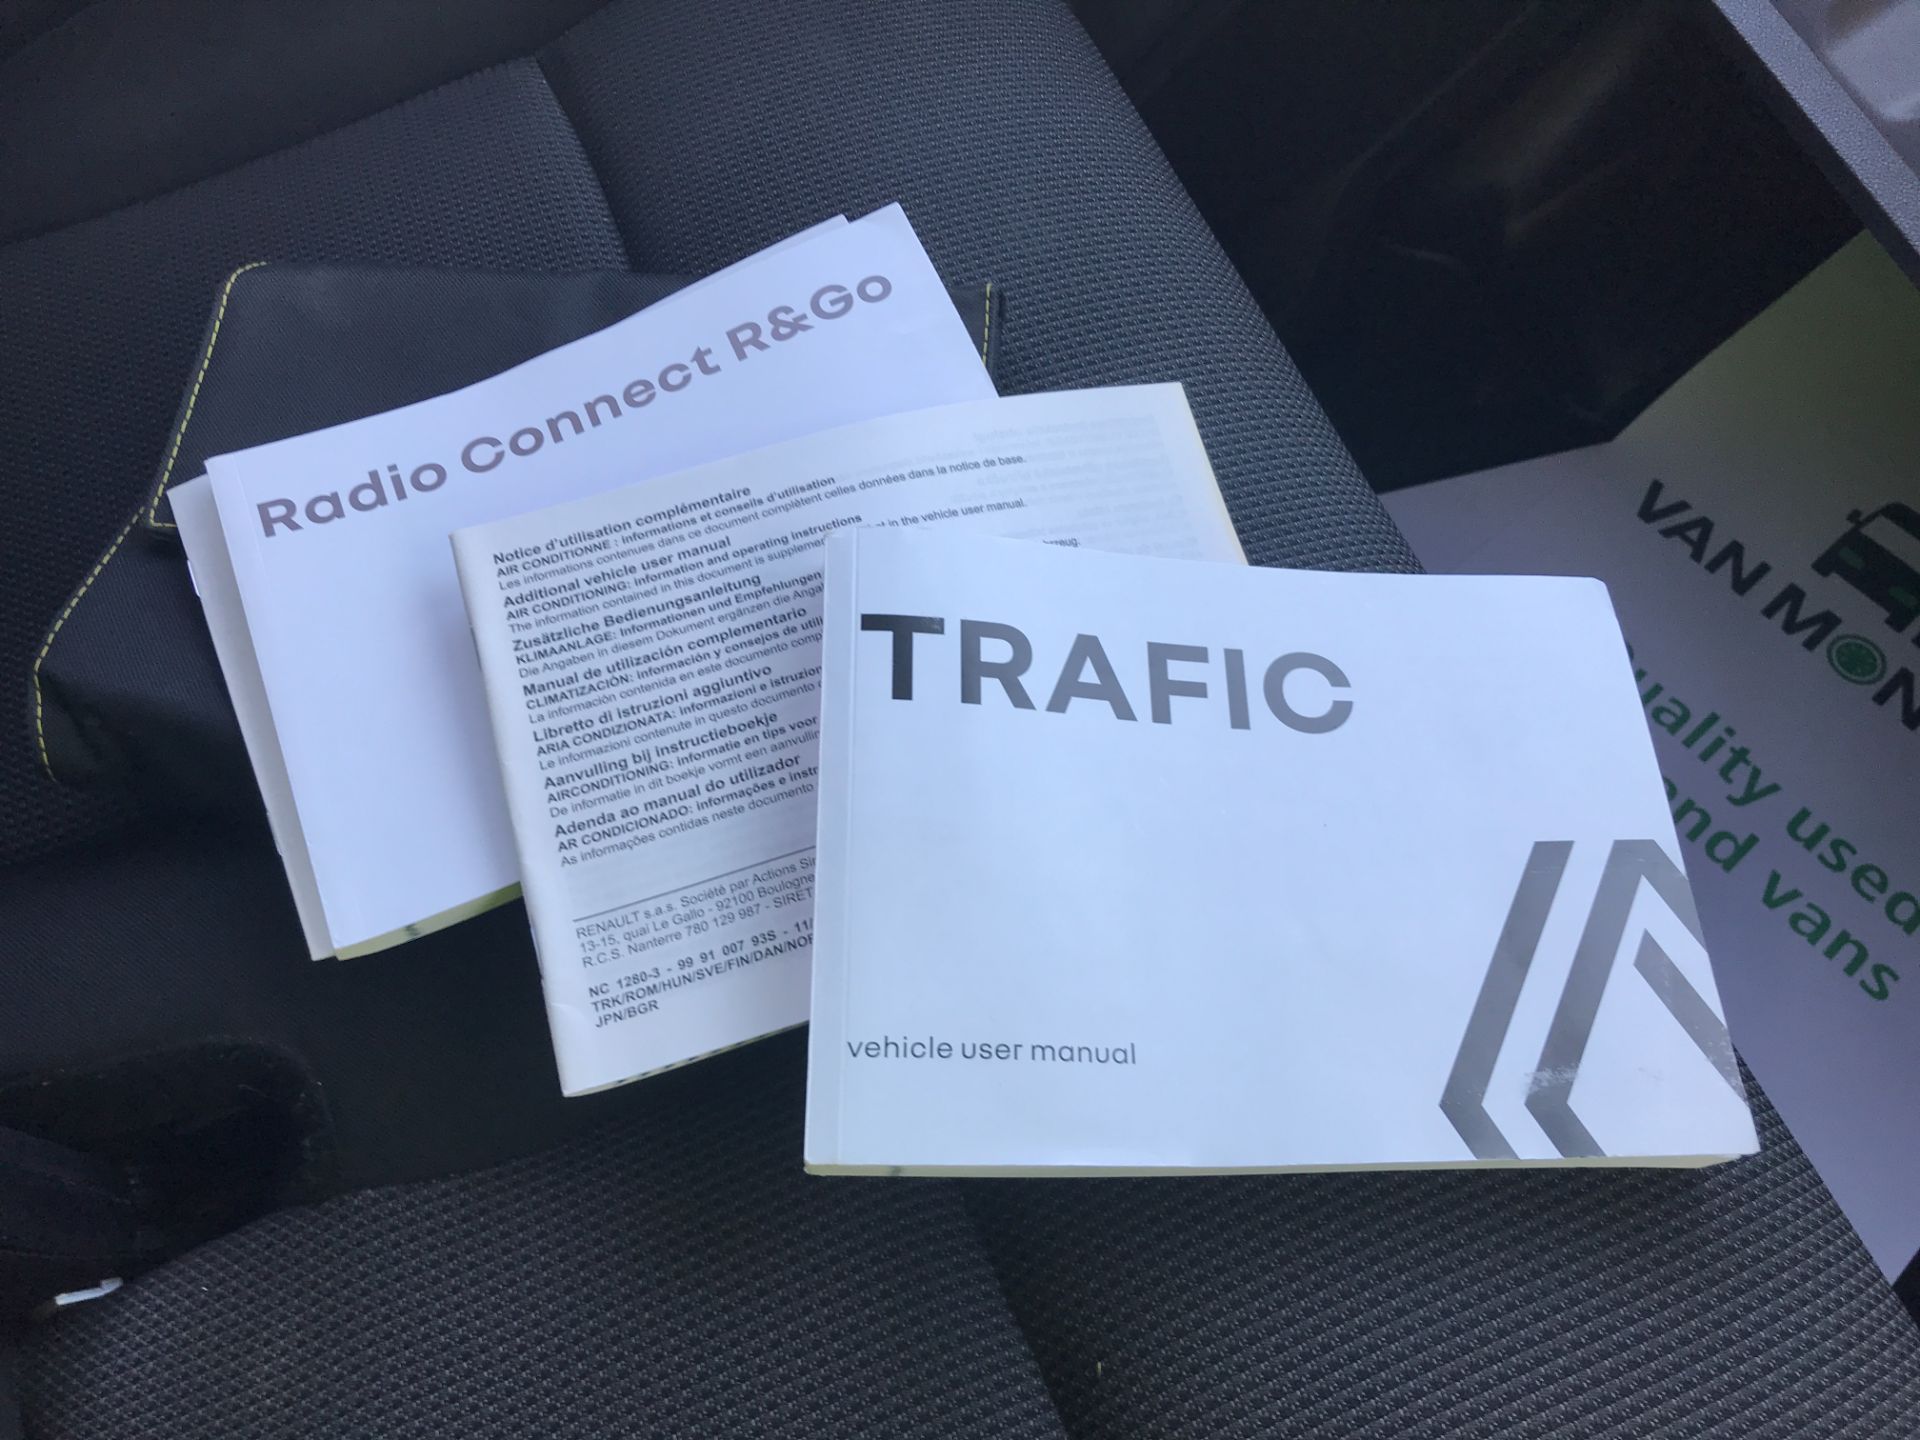 Radio Connect R&Go
Notice d'utilisation complémentaire
AIR CONDITIONNE : Informations et conseils d'utilisation
Les informations contenues dans ce document complètent celles données dans la notice de base.
Additional vehicle user manual
AIR CONDITIONING: Information and operating instructions
The information contained in this document is in the vehicle user manual.
Zusätzliche Bedienungsanleitung
KLIMAANLAGE: Informationen und Empfehlungen
Die Angaben in diesem Dokument ergänzen die
Manual de utilización complementario
CLIMATIZACIÓN: Información y consejos de
La información contenida en este documento
Libretto di istruzioni aggiuntivo
ARIA CONDIZIONATA: Informazioni e
Le informazioni contenute in questo documento
Aanvulling bij instructieboekje
AIRCONDITIONING: Informatie en tips voor
De informatie in dit boekje vormt een
Adenda ao manual do utilizador
AR CONDICIONADO: Informações e
As informações contidas neste documento
RENAULT s.a.s. Société par Actions
13-15, quai Le Gallo - 92100 Boulogne
R.C.S. Nanterre 780 129 987 - SIRET
NC 1280-3 - 99 91 007 93S - 11/
TRK/ROM/HUN/SVE/FIN/DAN/NOR
JPN/BGR
TRAFIC
vehicle user manual
VAN MON
uality used
vans